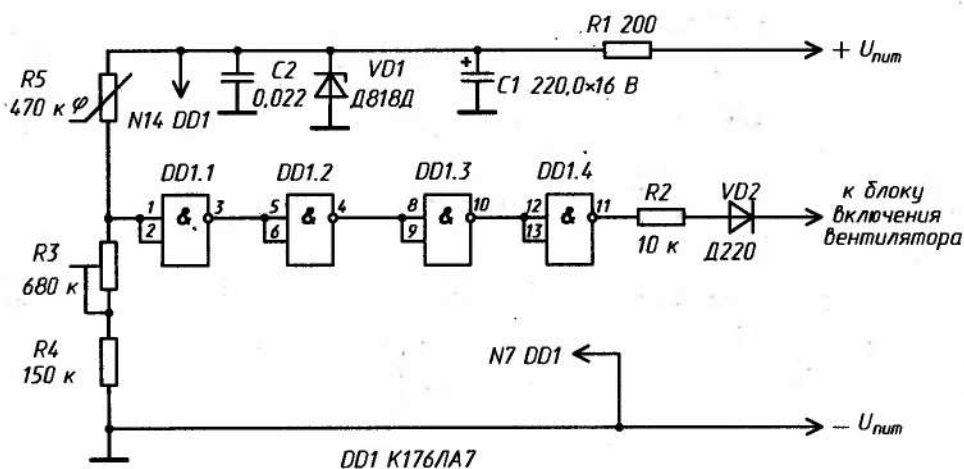 R1 200
+ Uпит
R5
470 к
φ
N14 DD1
C2
0,022
VD1
Д818Д
+
C1 220,0×16 В
DD1.1
DD1.2
DD1.3
DD1.4
1
2
&
3
5
6
&
4
8
9
&
10
12
13
&
11
R2
10 к
VD2
Д220
к блоку
включения
вентилятора
R3
680 к
R4
150 к
N7 DD1
− Uпит
DD1 К176ЛА7